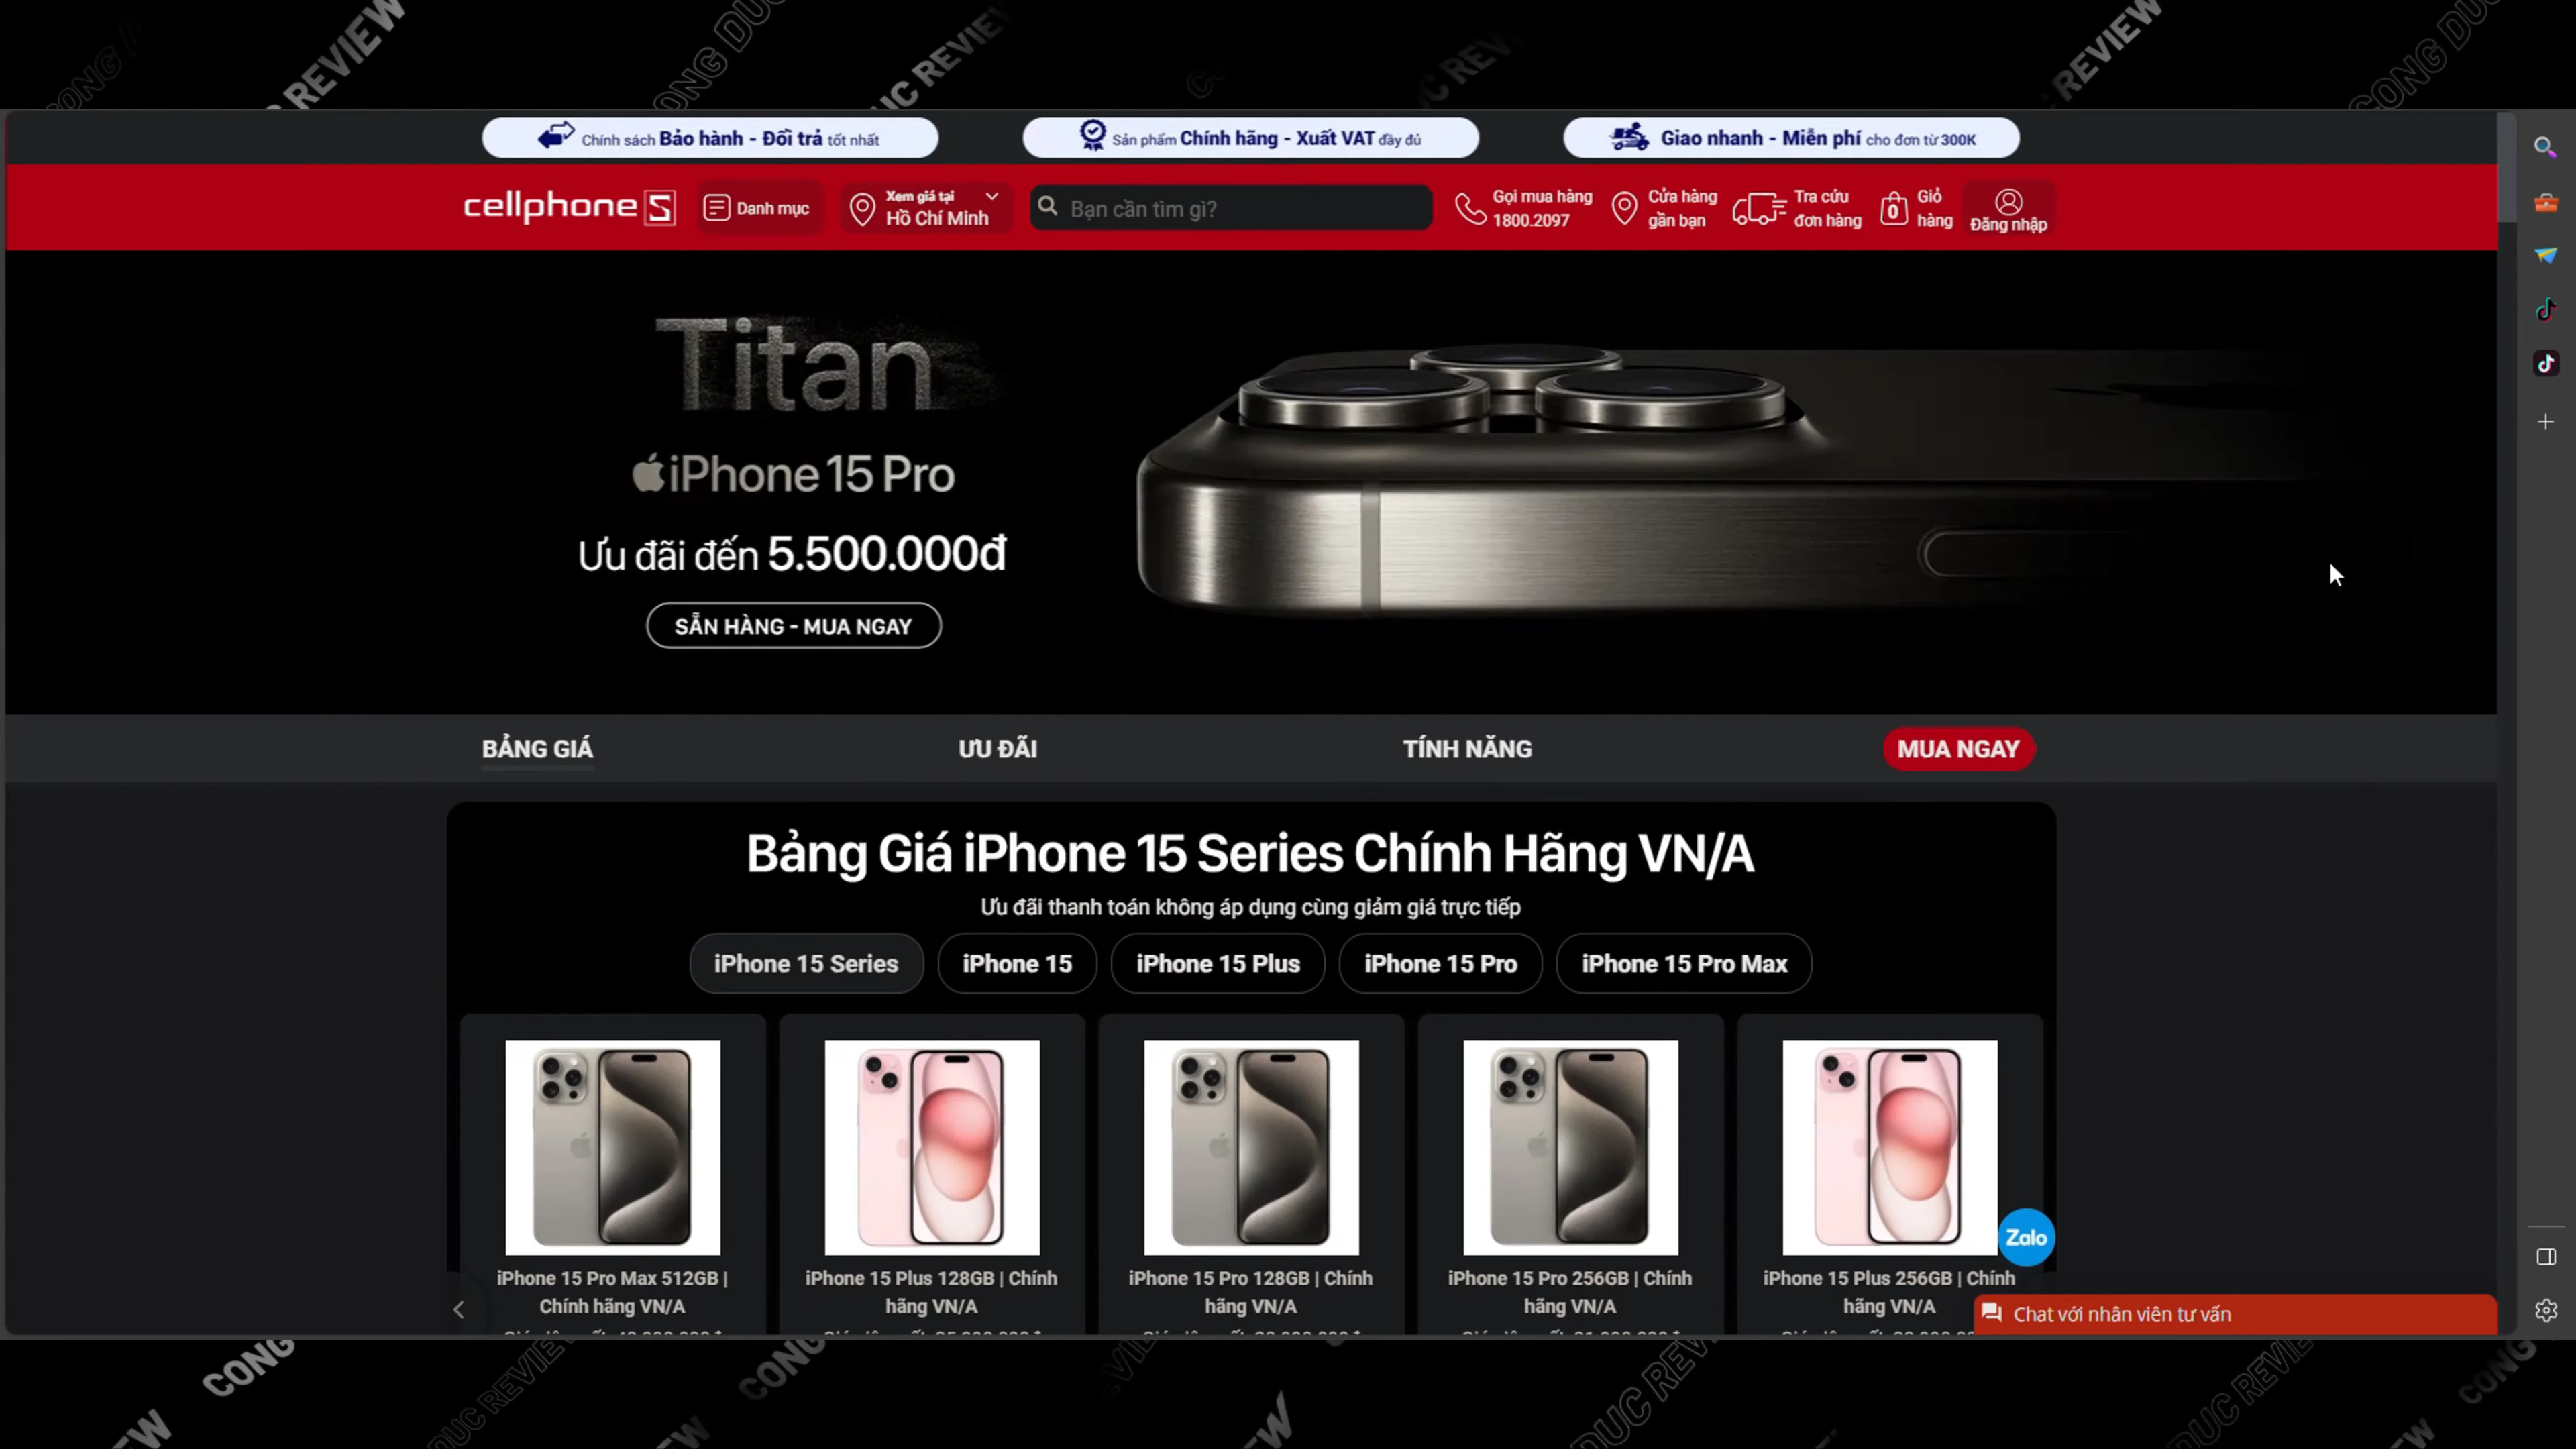 CONG DUC REVIEW
Chính sách Bảo hành - Đổi trả tốt nhất
Sản phẩm Chính hãng - Xuất VAT đầy đủ
Giao nhanh - Miễn phí cho đơn từ 300K
cellphoneS
Danh mục
Xem giá tại
Hồ Chí Minh
Bạn cần tìm gì?
Gọi mua hàng
1800.2097
Cửa hàng
gần bạn
Tra cứu
đơn hàng
0
Giỏ
hàng
Đăng nhập
Titan
iPhone 15 Pro
Ưu đãi đến 5.500.000đ
SẴN HÀNG - MUA NGAY
BẢNG GIÁ
ƯU ĐÃI
TÍNH NĂNG
MUA NGAY
Bảng Giá iPhone 15 Series Chính Hãng VN/A
Ưu đãi thanh toán không áp dụng cùng giảm giá trực tiếp
iPhone 15 Series
iPhone 15
iPhone 15 Plus
iPhone 15 Pro
iPhone 15 Pro Max
iPhone 15 Pro Max 512GB |
Chính hãng VN/A
iPhone 15 Plus 128GB | Chính
hãng VN/A
iPhone 15 Pro 128GB | Chính
hãng VN/A
iPhone 15 Pro 256GB | Chính
hãng VN/A
iPhone 15 Plus 256GB | Chính
hãng VN/A
Zalo
Chat với nhân viên tư vấn